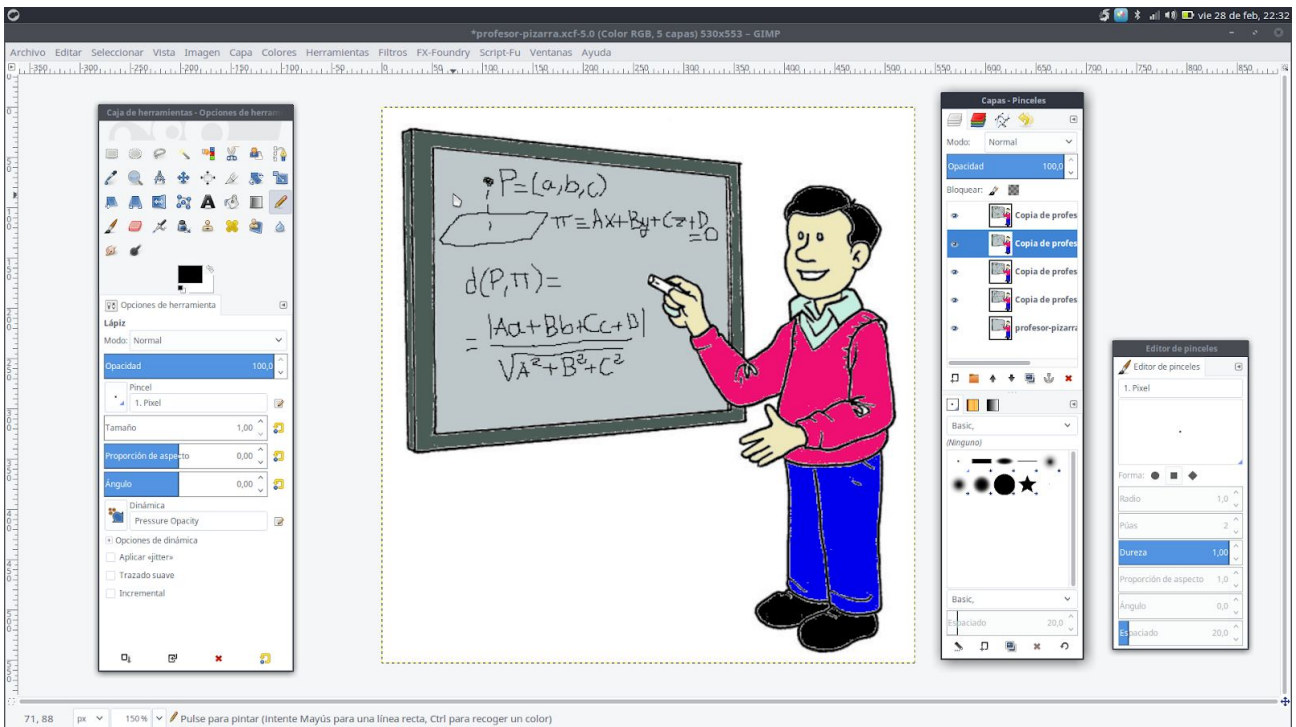 vie 28 de feb, 22:32
*profesor-pizarra.xcf-5.0 (Color RGB, 5 capas) 530x553 – GIMP
Archivo Editar Seleccionar Vista Imagen Capa Colores Herramientas Filtros FX-Foundry Script-Fu Ventanas Ayuda
Caja de herramientas - Opciones de herram
Opciones de herramienta
Lápiz
Modo: Normal
Opacidad 100,0
Pincel
1. Pixel
Tamaño 1,00
Proporción de aspecto 0,00
Ángulo 0,00
Dinámica
Pressure Opacity
Opciones de dinámica
Aplicar «jitter»
Trazado suave
Incremental
P=(a,b,c)
π≡Ax+By+Cz+D
=0
d(P,π)=
= |Aa+Bb+Cc+D|
√A²+B²+C²
Capas - Pinceles
Modo: Normal
Opacidad 100,0
Bloquear:
Copia de profes
Copia de profes
Copia de profes
Copia de profes
profesor-pizarra
Basic,
(Ninguno)
Basic,
Espaciado 20,0
Editor de pinceles
Editor de pinceles
1. Pixel
Forma:
Radio 1,0
Púas 2
Dureza 1,00
Proporción de aspecto 1,0
Ángulo 0,0
Espaciado 20,0
71, 88 px 150 % Pulse para pintar (Intente Mayús para una línea recta, Ctrl para recoger un color)